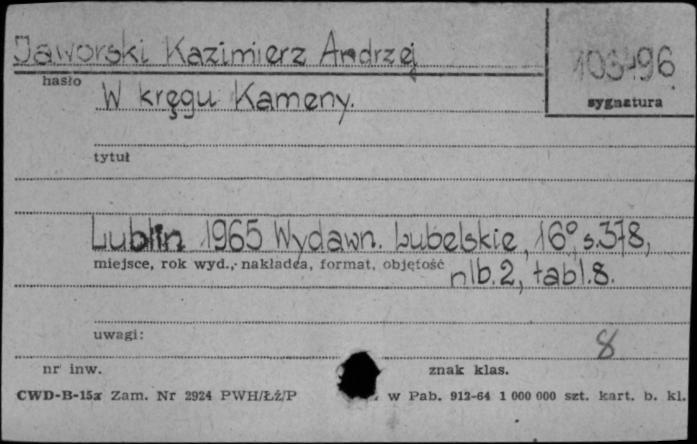 Jaworski Kazimierz Andrzej
hasło
W kręgu Kameny.
sygnatura
tytuł
Lublin 1965 Wydawn. Lubelskie, 16°, s.378,
miejsce, rok wyd., nakładca, format, objętość
nlb.2, tabl.8.
uwagi:
8
nr inw.
znak klas.
CWD-B-15x Zam. Nr 2924 PWH/ŁŻ/P
w Pab. 912-64 1 000 000 szt. kart. b. kl.